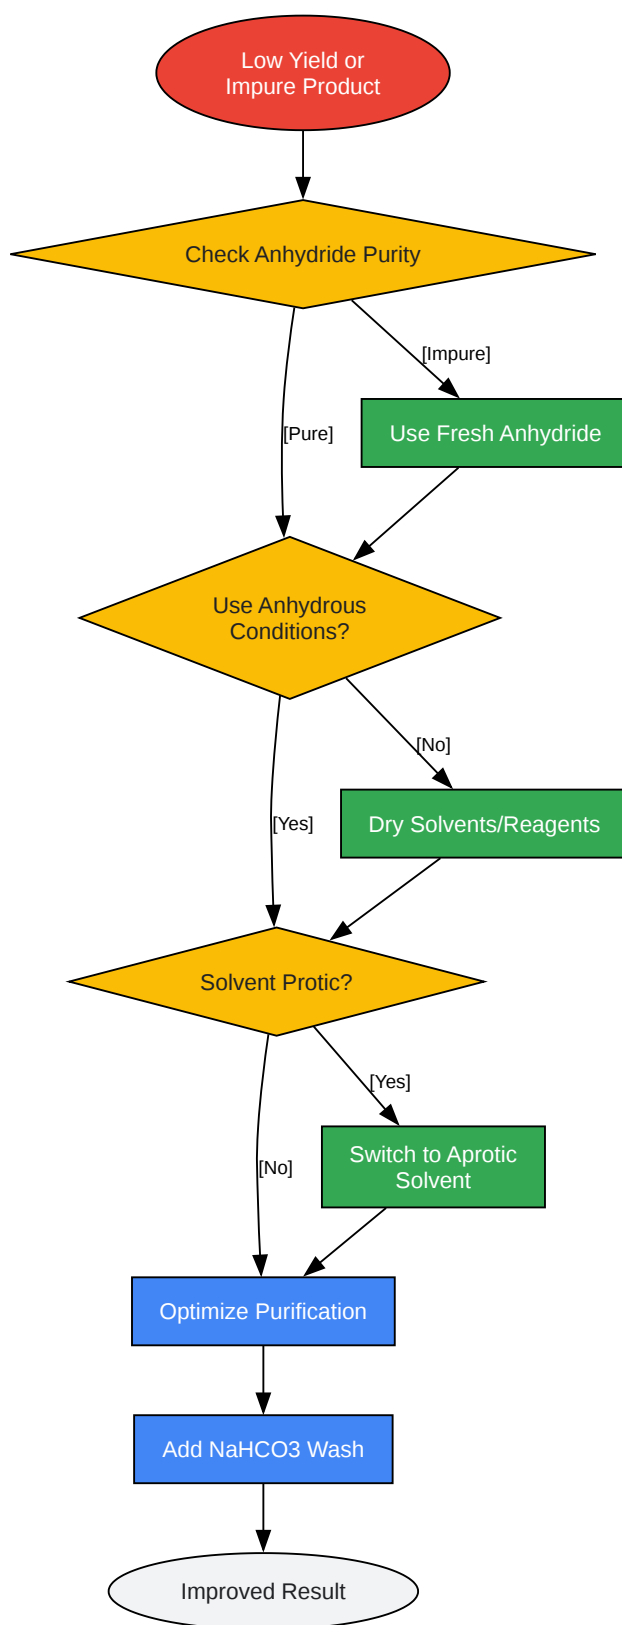 Low Yield or
Impure Product
Check Anhydride Purity
[Impure]
[Pure]
Use Fresh Anhydride
Use Anhydrous
Conditions?
[No]
[Yes]
Dry Solvents/Reagents
Solvent Protic?
[Yes]
[No]
Switch to Aprotic
Solvent
Optimize Purification
Add NaHCO3 Wash
Improved Result